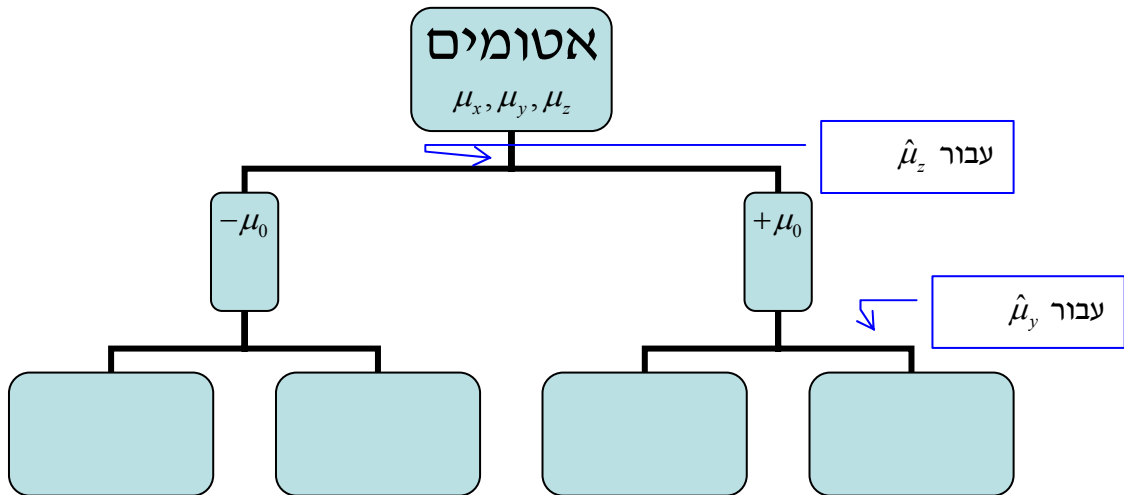 אטומים
μx, μy, μz
עבור μ̂z
−μ0
+μ0
עבור μ̂y